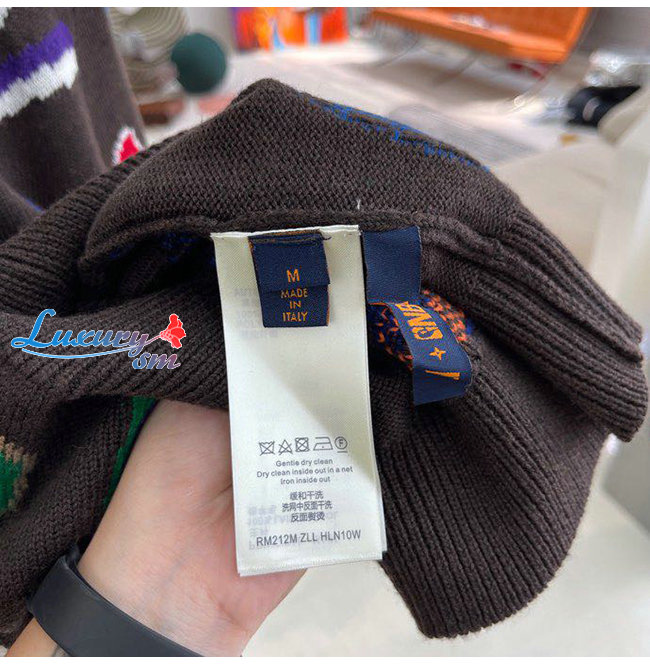 M
MADE
IN
ITALY
Luxury
sm
Gentle dry clean
Dry clean inside out in a net
Iron inside out
缓和干洗
洗网中反面干洗
反面熨烫
RM212M ZLL HLN10W